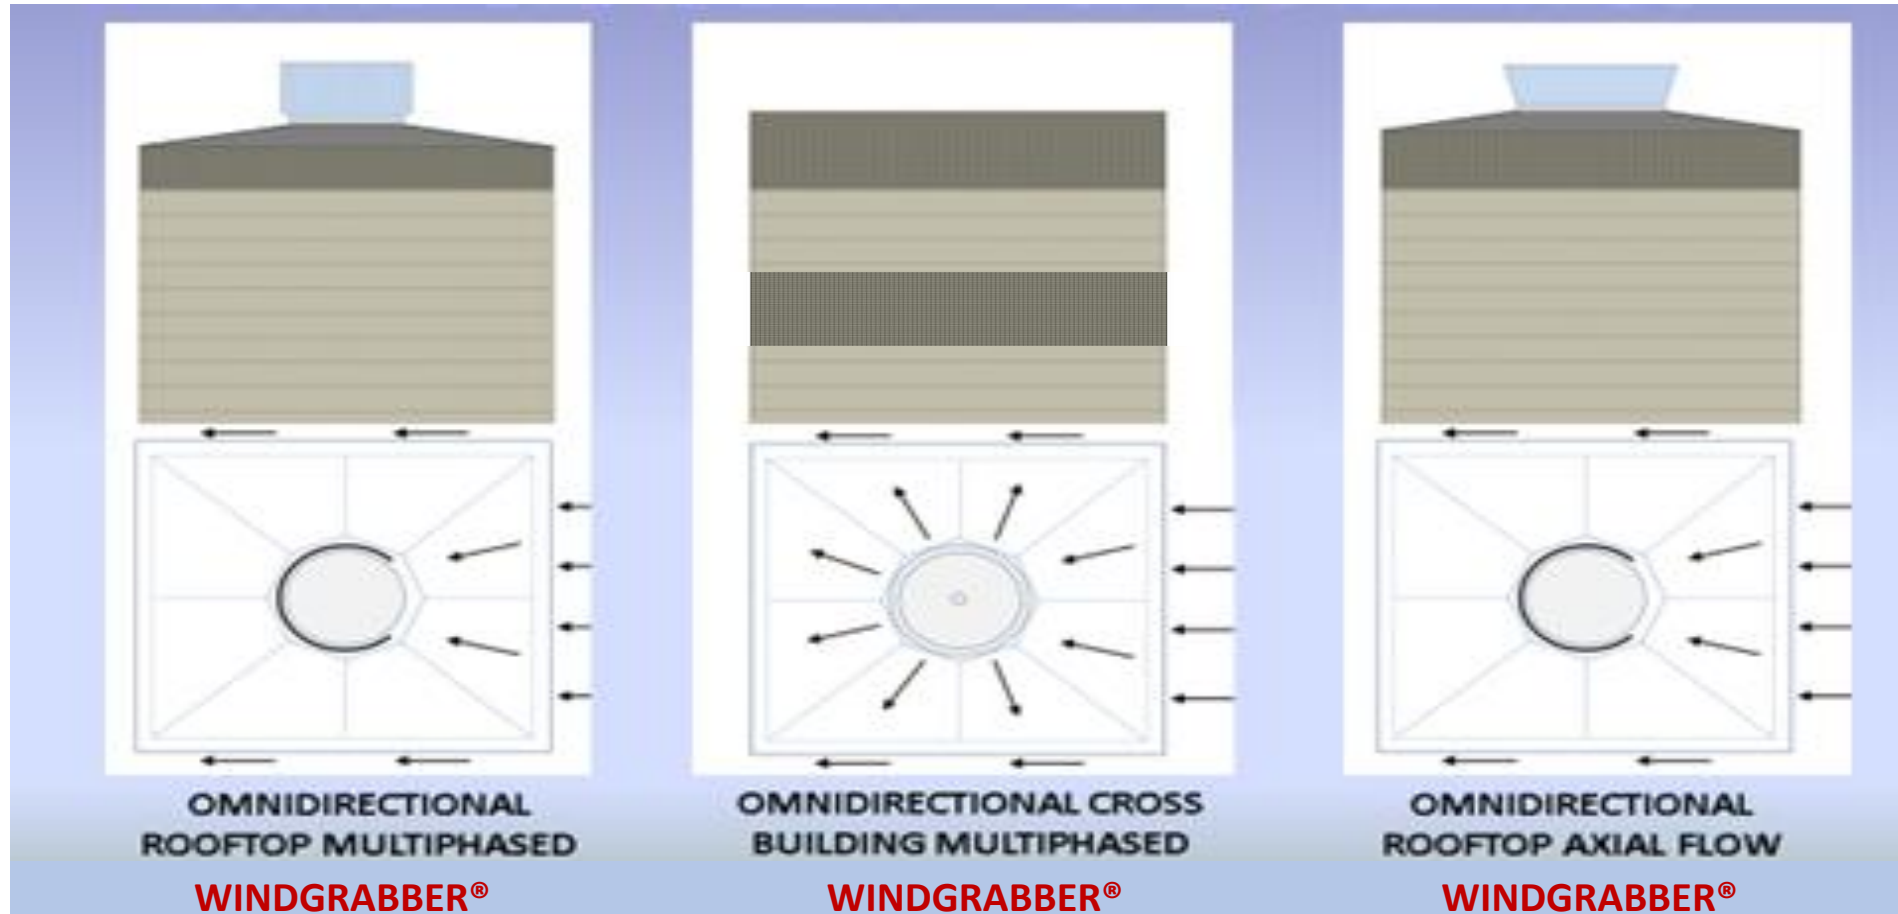 OMNIDIRECTIONAL
ROOFTOP MULTIPHASED
WINDGRABBER®
OMNIDIRECTIONAL CROSS
BUILDING MULTIPHASED
WINDGRABBER®
OMNIDIRECTIONAL
ROOFTOP AXIAL FLOW
WINDGRABBER®